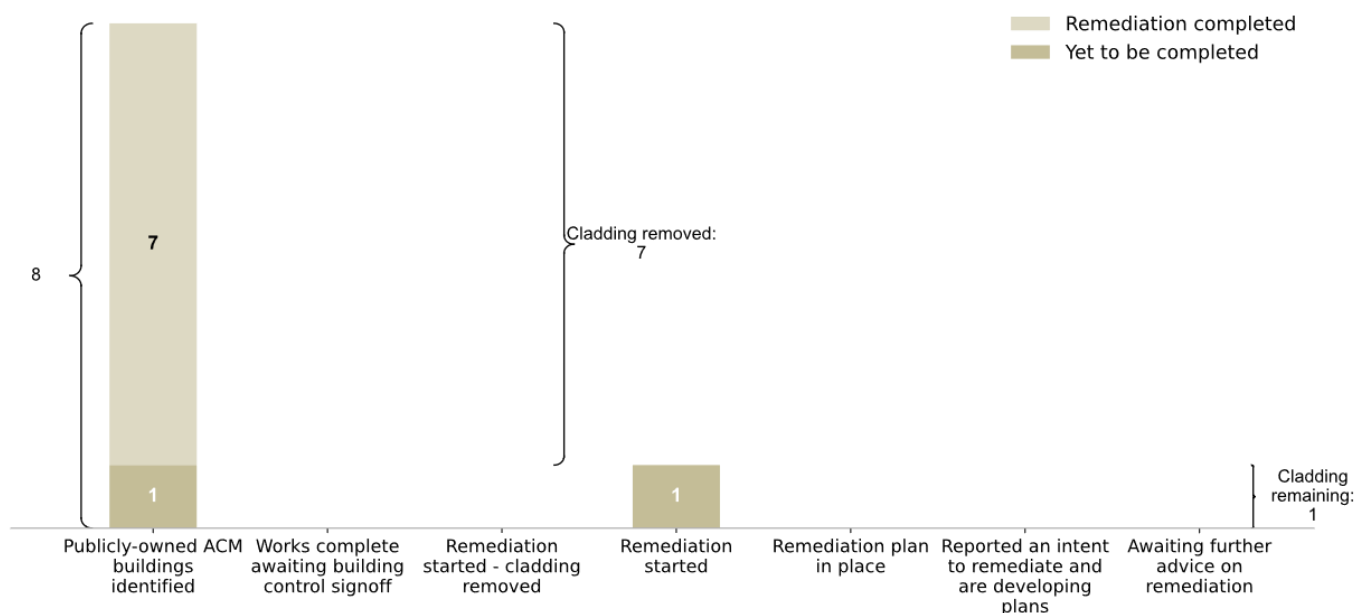 Remediation completed
Yet to be completed
7
Cladding removed:
7
8
1
1
Cladding
remaining:
1
Publicly-owned ACM
buildings
identified
Works complete
awaiting building
control signoff
Remediation
started - cladding
removed
Remediation
started
Remediation plan
in place
Reported an intent
to remediate and
are developing
plans
Awaiting further
advice on
remediation